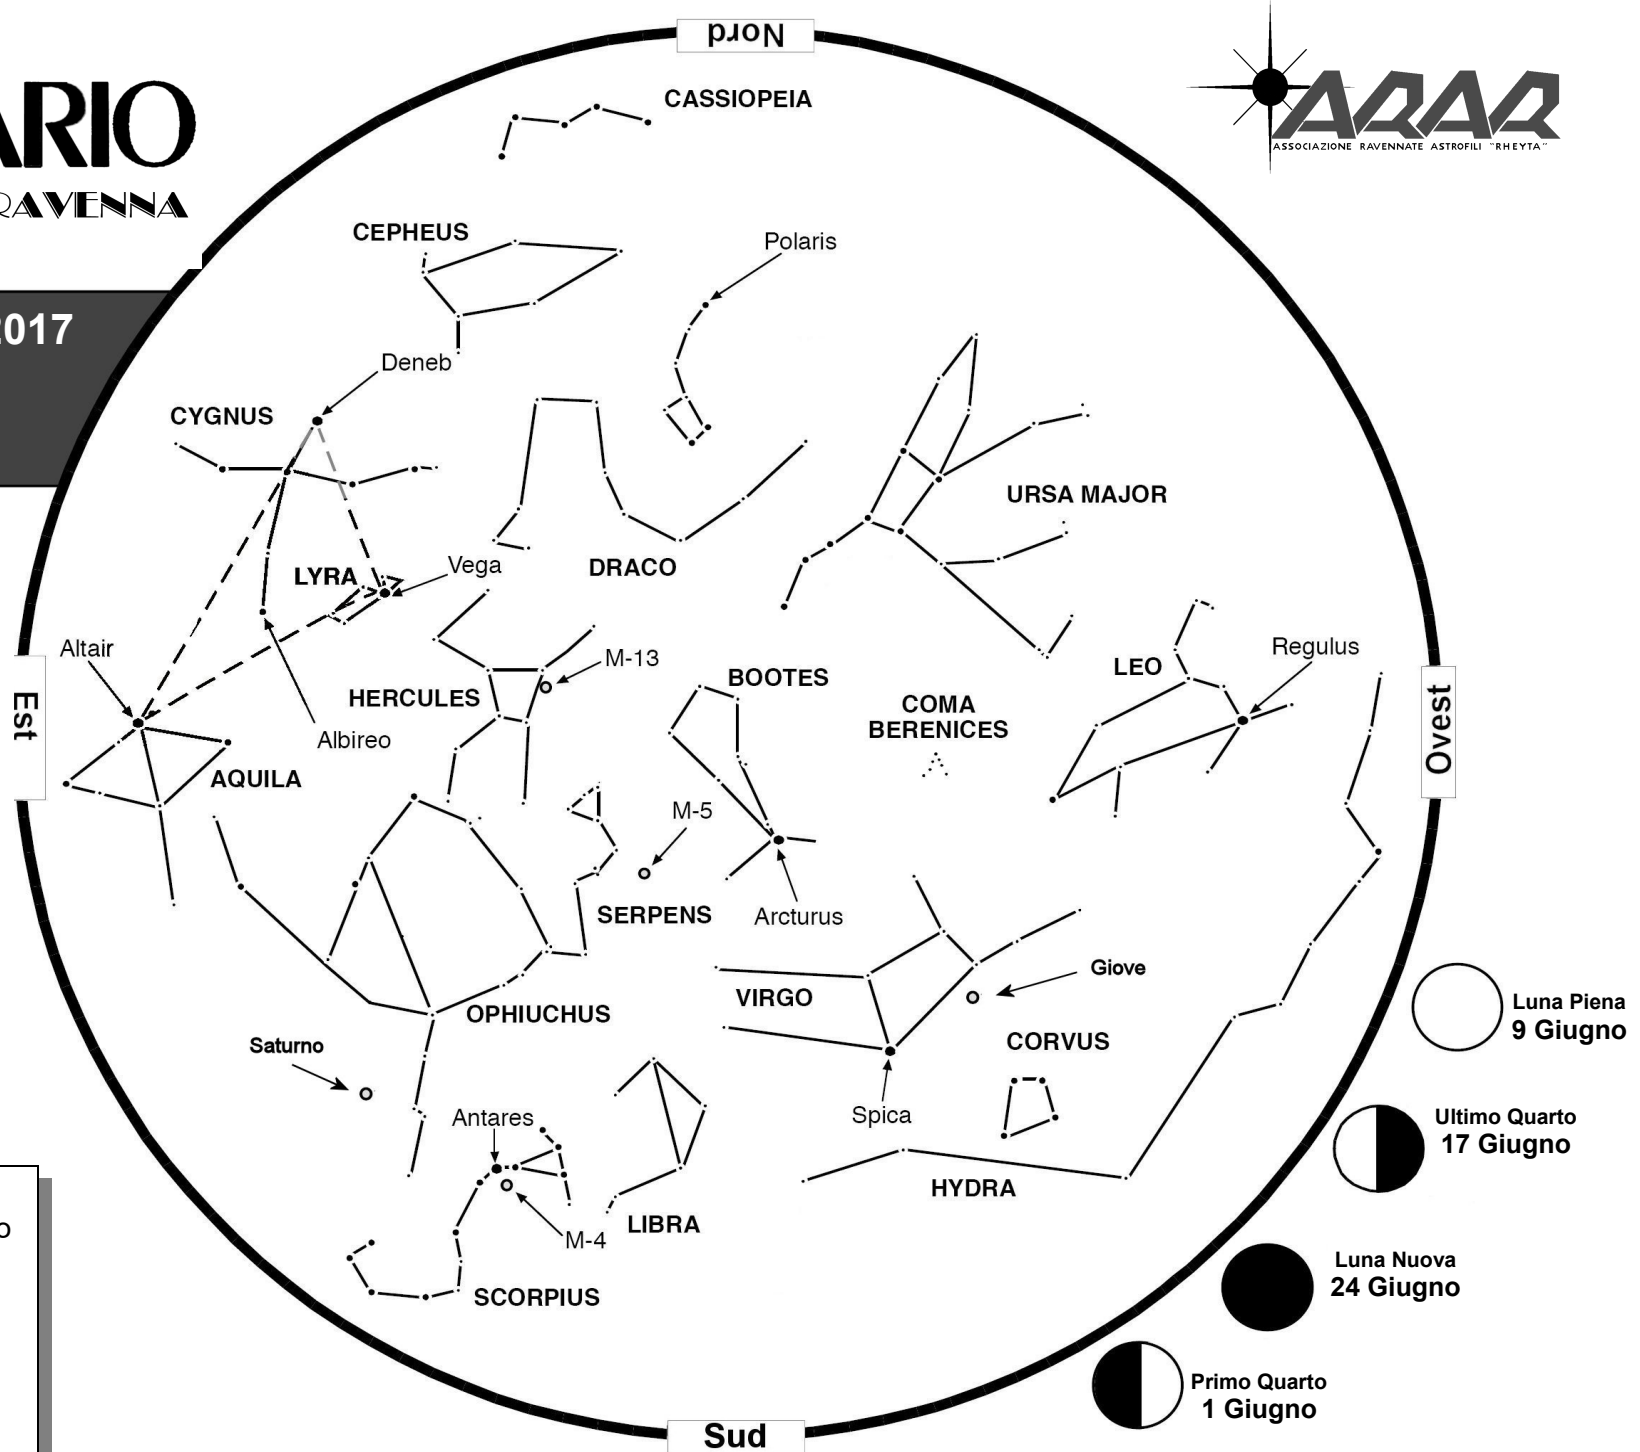 Nord
CASSIOPEIA
ARAR
ASSOCIAZIONE RAVENNATE ASTROFILI "RHEYTA"
ARIO
RAVENNA
CEPHEUS
Polaris
2017
Deneb
CYGNUS
URSA MAJOR
Vega
LYRA
DRACO
Altair
M-13
BOOTES
LEO
Regulus
HERCULES
COMA
BERENICES
Est
Ovest
Albireo
AQUILA
M-5
SERPENS
Arcturus
Giove
VIRGO
OPHIUCHUS
Luna Piena
9 Giugno
Saturno
CORVUS
Antares
Spica
Ultimo Quarto
17 Giugno
HYDRA
LIBRA
o
M-4
SCORPIUS
Luna Nuova
24 Giugno
Primo Quarto
1 Giugno
Sud